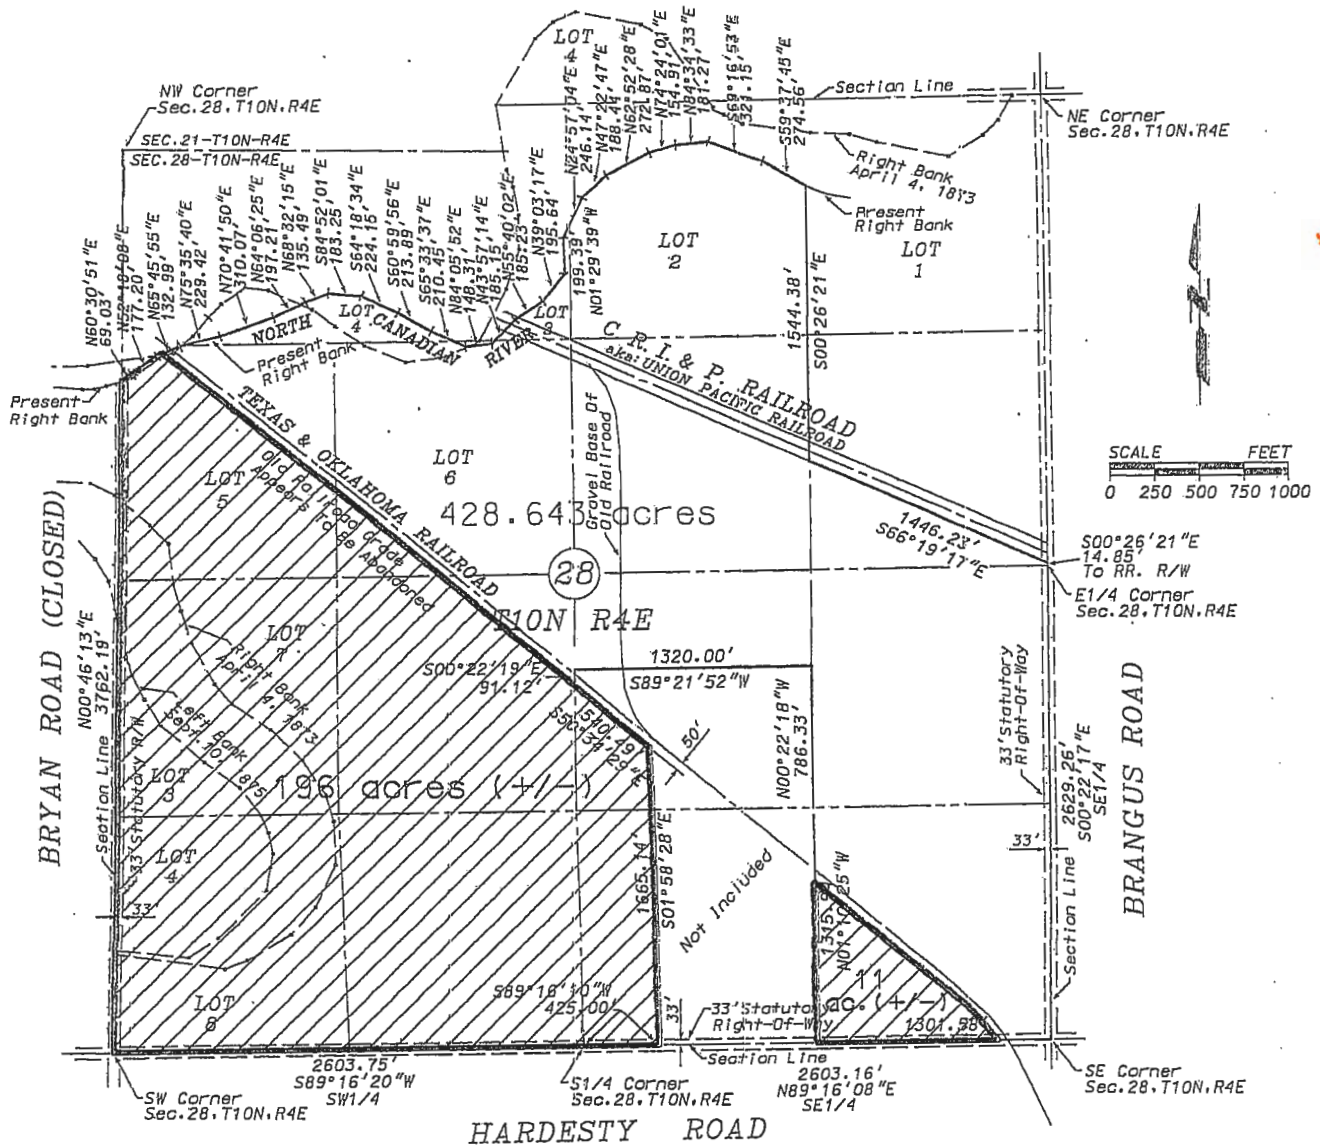 NW Corner
Sec.28,T10N,R4E
SEC.21-T10N-R4E
SEC.28-T10N-R4E
LOT
4
Section Line
NE Corner
Sec.28,T10N,R4E
Right Bank
April 4, 1873
Present
Right Bank
N60°30'51"E
69.03'
177.20'
N65°45'55"E
132.99'
N75°35'40"E
229.42'
N70°41'50"E
310.07'
N64°06'25"E
197.21'
N68°32'15"E
135.49'
S84°52'01"E
183.25
S64°18'34"E
224.16'
S60°59'56"E
213.89'
S65°33'37"E
210.45'
N84°05'52"E
148.31'
N43°57'14"E
85.15'
N55°40'02"E
185.23'
N39°03'17"E
195.64'
199.39'
N01°29'39"W
N24°57'04"E
246.14'
N47°22'47"E
188.44'
N62°52'28"E
272.87'
N74°24'01"E
154.91'
N84°34'33"E
181.27'
S69°16'53"E
321.15'
S59°37'45"E
274.56'
LOT
2
LOT
1
1544.38'
S00°26'21"E
LOT
4
LOT
3
NORTH CANADIAN RIVER
Present
Right Bank
Present
Right Bank
C. R. I. & P. RAILROAD
aka: UNION PACIFIC RAILROAD
TEXAS & OKLAHOMA RAILROAD
Old Railroad Grade
Appears To Be Abandoned
LOT
5
LOT
6
428.643 acres
Gravel Base Of
Old Railroad
SCALE FEET
0 250 500 750 1000
1446.23'
S66°19'17"E
S00°26'21"E
14.85'
To RR. R/W
E1/4 Corner
Sec.28,T10N,R4E
28
T10N R4E
BRYAN ROAD (CLOSED)
N00°46'13"E
3762.19'
Section Line
33'Statutory R/W
LOT
7
Right Bank
April 4, 1873
Left Bank
Sept.10, 1875
S00°22'19"E
91.12'
1540.49'
S50°34'29"E
1320.00'
S89°21'52"W
N00°22'18"W
786.33'
50'
33'Statutory
Right-Of-Way
2629.26'
S00°22'17"E
SE1/4
BRANGUS ROAD
33'
Section Line
LOT
3
196 acres (+/-)
LOT
4
33'
1665.14'
S01°58'28"E
Not Included
11
ac. (+/-)
1301.58'
LOT
8
S89°16'10"W
425.00'
33'
33'Statutory
Right-Of-Way
Section Line
2603.75'
S89°16'20"W
SW1/4
S1/4 Corner
Sec.28,T10N,R4E
2603.16'
N89°16'08"E
SE1/4
SW Corner
Sec.28,T10N,R4E
SE Corner
Sec.28,T10N,R4E
HARDESTY ROAD